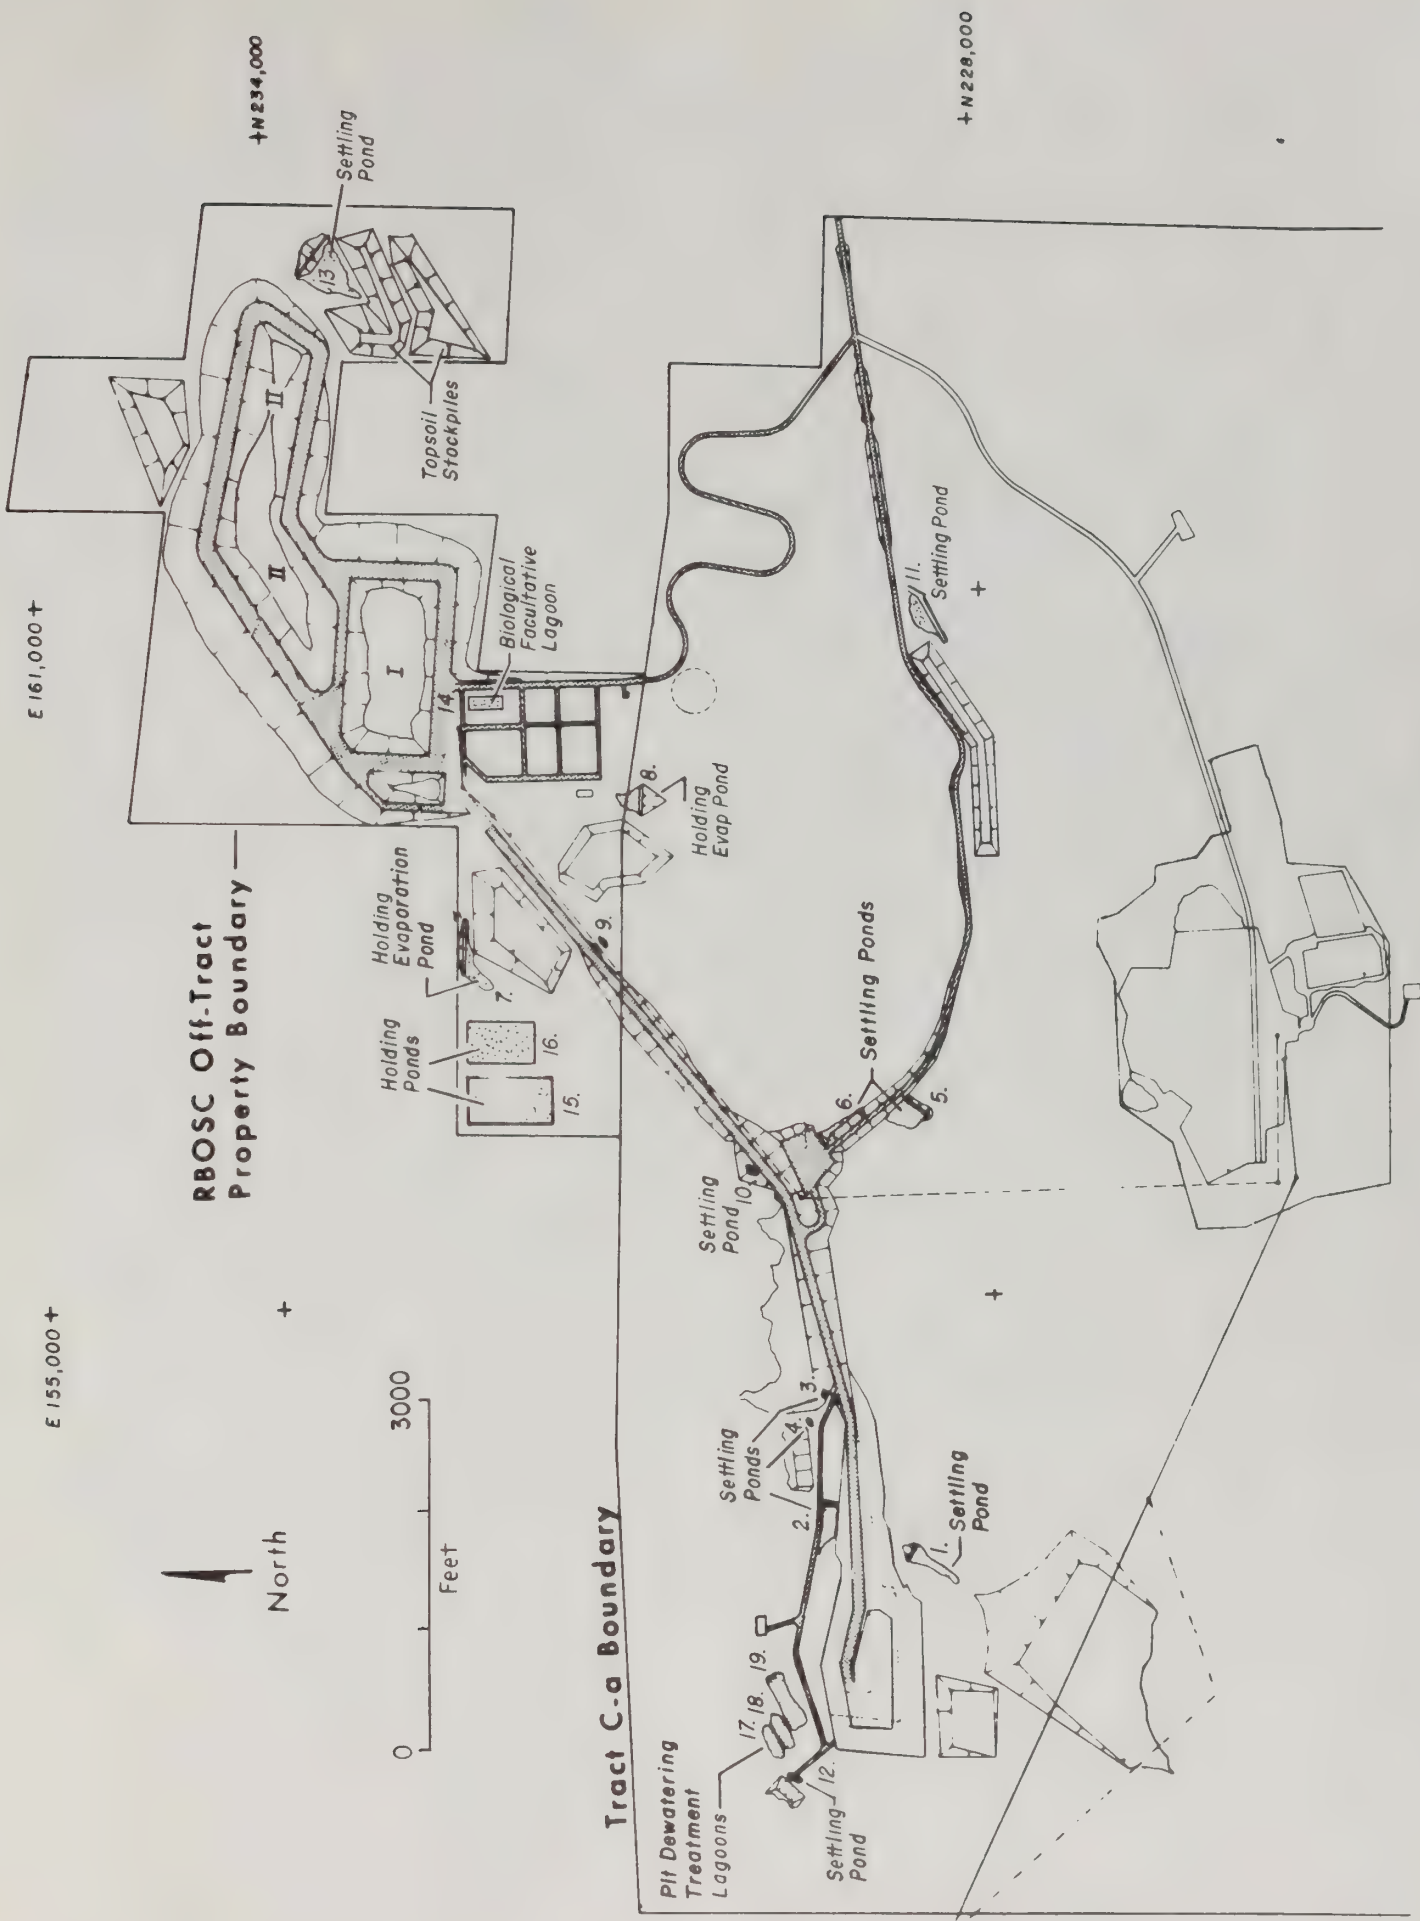 E 155,000 +
E 161,000 +
+ N 234,000
+ N 228,000
North
0
3000
Feet
RBOSC Off-Tract
Property Boundary
Tract C-a Boundary
Settling
Pond
13
Topsoil
Stockpiles
II
II
I
14
Biological
Facultative
Lagoon
Holding
Evaporation
Pond
7.
Holding
Ponds
16.
15.
9.
8.
Holding
Evap Pond
11.
Settling Pond
Settling Ponds
6.
5.
Settling
Pond
10
Settling
Ponds
3.
4.
2.
1.
Settling
Pond
Pit Dewatering
Treatment
Lagoons
17.
18.
19.
Settling
Pond
12.